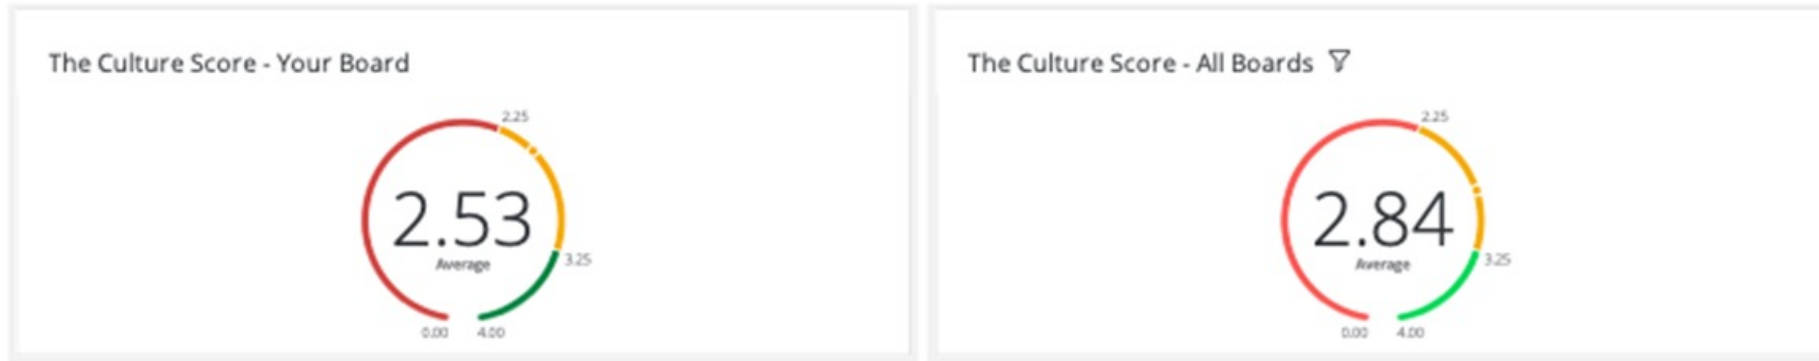 The Culture Score - Your Board
2.25
2.53
Average
3.25
0.00 4.00
The Culture Score - All Boards
2.25
2.84
Average
3.25
0.00 4.00